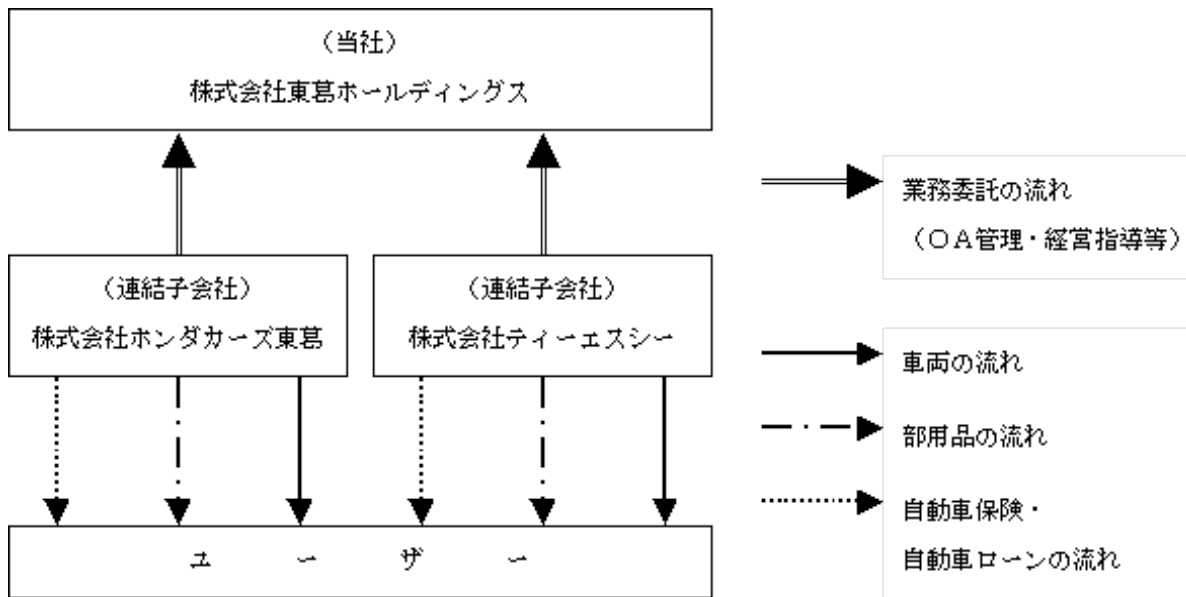 （当社）
株式会社東葛ホールディングス
（連結子会社）
株式会社ホンダカーズ東葛
（連結子会社）
株式会社ティーエスシー
ユーザー
業務委託の流れ
（ＯＡ管理・経営指導等）
車両の流れ
部用品の流れ
自動車保険・
自動車ローンの流れ